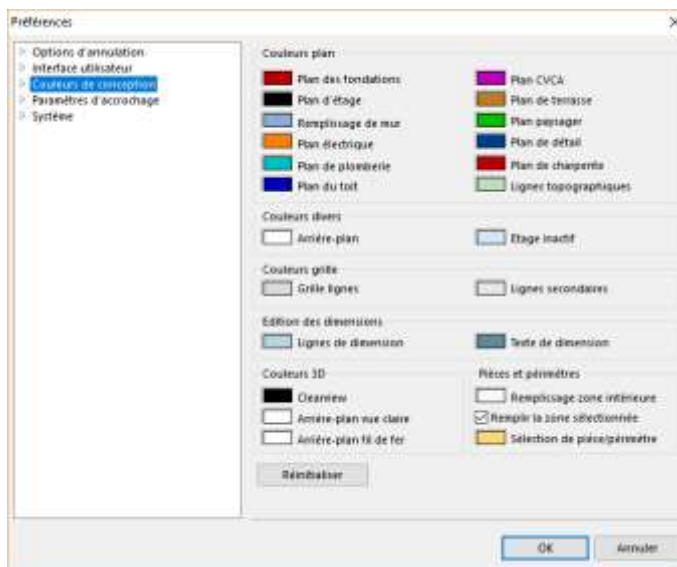 Préférences
Options d'annulation
Interface utilisateur
Couleurs de conception
Paramètres d'accrochage
Système
Couleurs plan
Plan des fondations
Plan CVCA
Plan d'étage
Plan de terrasse
Remplissage de mur
Plan paysager
Plan électrique
Plan de détail
Plan de plomberie
Plan de charpente
Plan du toit
Lignes topographiques
Couleurs divers
Arrière-plan
Etage inactif
Couleurs grille
Grille lignes
Lignes secondaires
Edition des dimensions
Lignes de dimension
Texte de dimension
Couleurs 3D
Pièces et périmètres
Clearview
Remplissage zone intérieure
Arrière-plan vue claire
Remplir la zone sélectionnée
Arrière-plan fil de fer
Sélection de pièce/périmètre
Réinitialiser
OK
Annuler